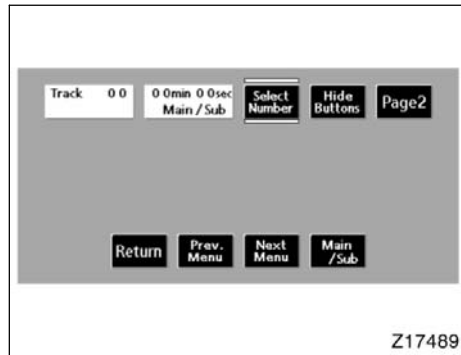 Track 0 0
0 0min 0 0sec
Main / Sub
Select
Number
Hide
Buttons
Page2
Return
Prev.
Menu
Next
Menu
Main
/Sub
Z17489